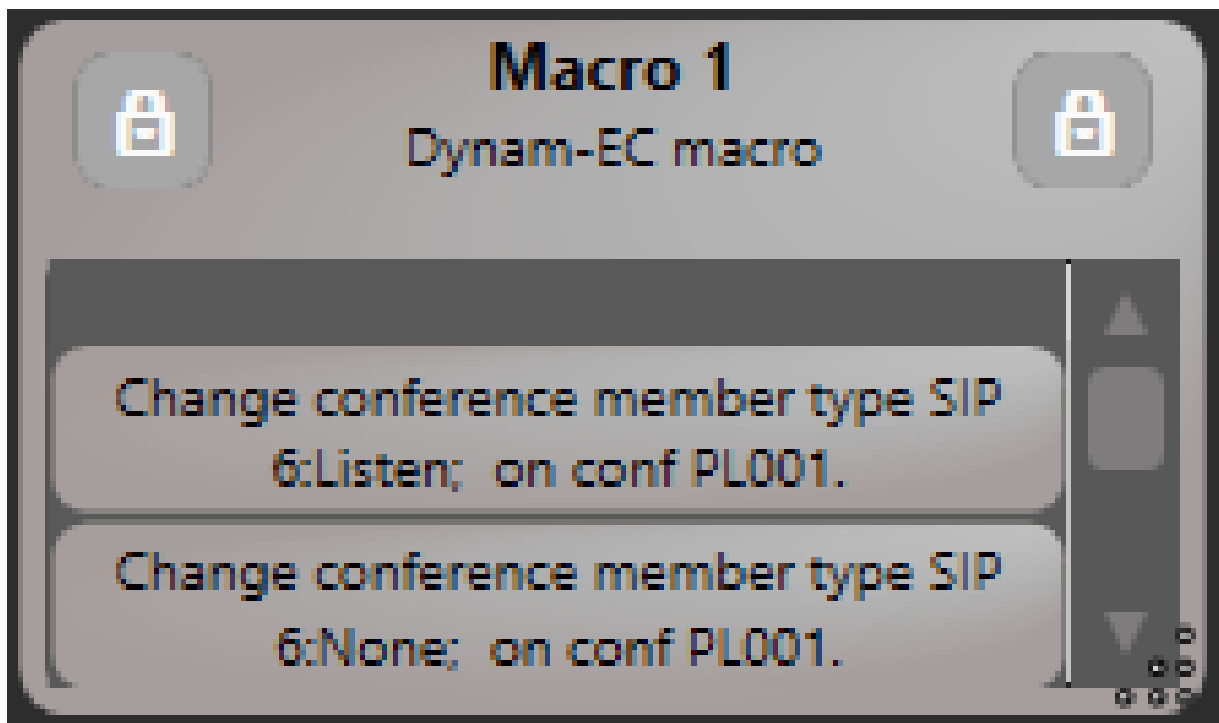 Macro 1
Dynam-EC macro
Change conference member type SIP
6:Listen;  on conf PL001.
Change conference member type SIP
6:None;  on conf PL001.